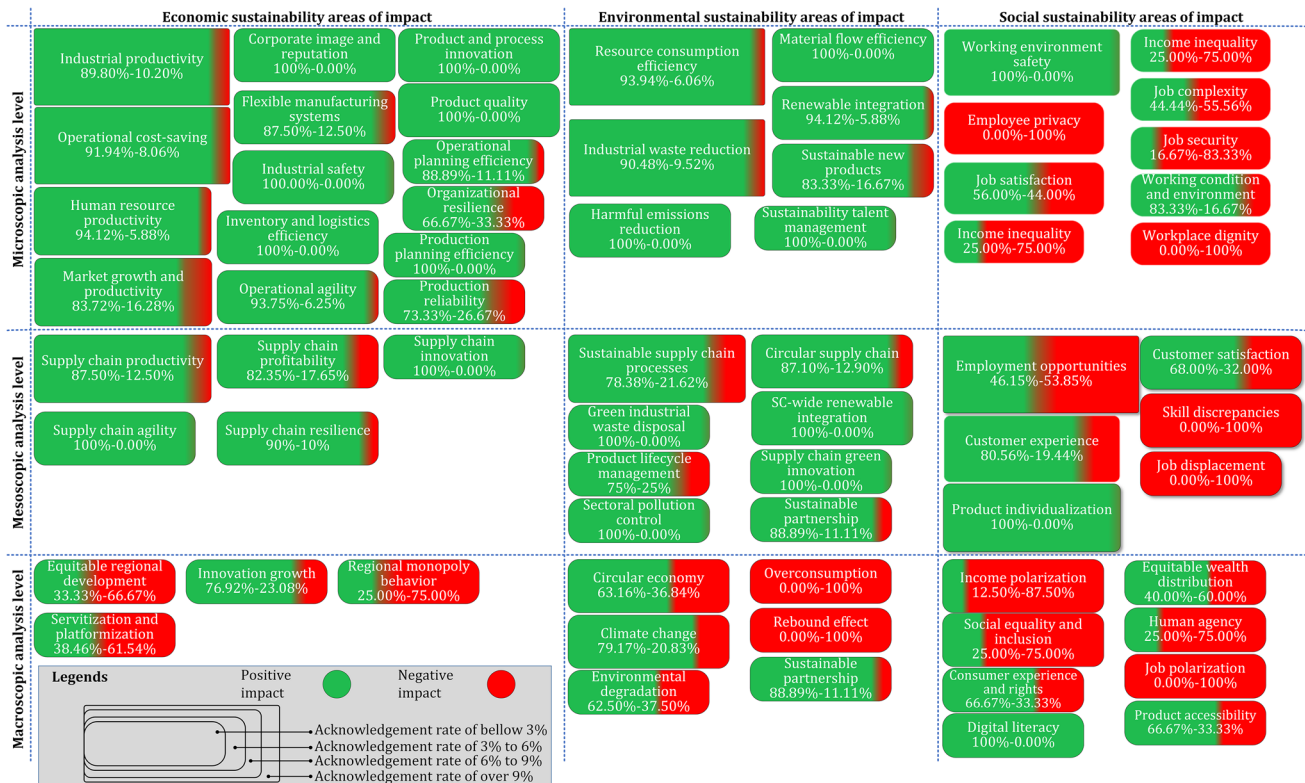 Economic sustainability areas of impact
Environmental sustainability areas of impact
Social sustainability areas of impact
Microscopic analysis level
Industrial productivity
89.80%-10.20%
Corporate image and
reputation
100%-0.00%
Product and process
innovation
100%-0.00%
Operational cost-saving
91.94%-8.06%
Flexible manufacturing
systems
87.50%-12.50%
Product quality
100%-0.00%
Industrial safety
100.00%-0.00%
Operational
planning efficiency
88.89%-11.11%
Organizational
resilience
66.67%-33.33%
Human resource
productivity
94.12%-5.88%
Inventory and logistics
efficiency
100%-0.00%
Production
planning efficiency
100%-0.00%
Market growth and
productivity
83.72%-16.28%
Operational agility
93.75%-6.25%
Production
reliability
73.33%-26.67%
Resource consumption
efficiency
93.94%-6.06%
Material flow efficiency
100%-0.00%
Renewable integration
94.12%-5.88%
Industrial waste reduction
90.48%-9.52%
Sustainable new
products
83.33%-16.67%
Harmful emissions
reduction
100%-0.00%
Sustainability talent
management
100%-0.00%
Working environment
safety
100%-0.00%
Income inequality
25.00%-75.00%
Job complexity
44.44%-55.56%
Employee privacy
0.00%-100%
Job security
16.67%-83.33%
Job satisfaction
56.00%-44.00%
Working condition
and environment
83.33%-16.67%
Income inequality
25.00%-75.00%
Workplace dignity
0.00%-100%
Mesoscopic analysis level
Supply chain productivity
87.50%-12.50%
Supply chain
profitability
82.35%-17.65%
Supply chain
innovation
100%-0.00%
Supply chain agility
100%-0.00%
Supply chain resilience
90%-10%
Sustainable supply chain
processes
78.38%-21.62%
Circular supply chain
87.10%-12.90%
Green industrial
waste disposal
100%-0.00%
SC-wide renewable
integration
100%-0.00%
Product lifecycle
management
75%-25%
Supply chain green
innovation
100%-0.00%
Sectoral pollution
control
100%-0.00%
Sustainable
partnership
88.89%-11.11%
Employment opportunities
46.15%-53.85%
Customer satisfaction
68.00%-32.00%
Skill discrepancies
0.00%-100%
Customer experience
80.56%-19.44%
Job displacement
0.00%-100%
Product individualization
100%-0.00%
Macroscopic analysis level
Equitable regional
development
33.33%-66.67%
Innovation growth
76.92%-23.08%
Regional monopoly
behavior
25.00%-75.00%
Servitization and
platformization
38.46%-61.54%
Circular economy
63.16%-36.84%
Overconsumption
0.00%-100%
Climate change
79.17%-20.83%
Rebound effect
0.00%-100%
Environmental
degradation
62.50%-37.50%
Sustainable
partnership
88.89%-11.11%
Income polarization
12.50%-87.50%
Equitable wealth
distribution
40.00%-60.00%
Social equality and
inclusion
25.00%-75.00%
Human agency
25.00%-75.00%
Consumer experience
and rights
66.67%-33.33%
Job polarization
0.00%-100%
Digital literacy
100%-0.00%
Product accessibility
66.67%-33.33%
Legends
Positive
impact
Negative
impact
Acknowledgement rate of bellow 3%
Acknowledgement rate of 3% to 6%
Acknowledgement rate of 6% to 9%
Acknowledgement rate of over 9%